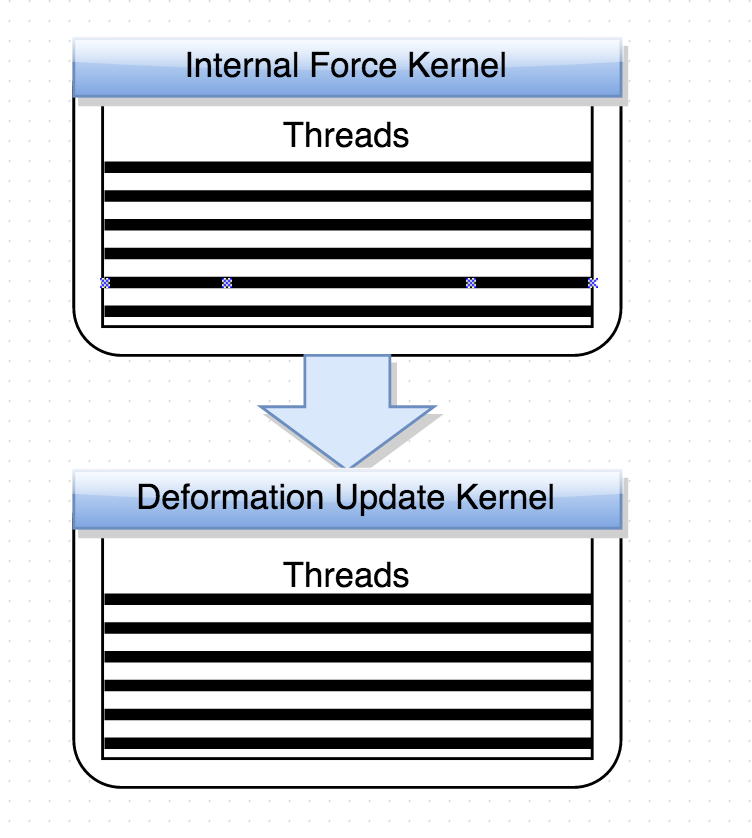 Internal Force Kernel
Threads
Deformation Update Kernel
Threads